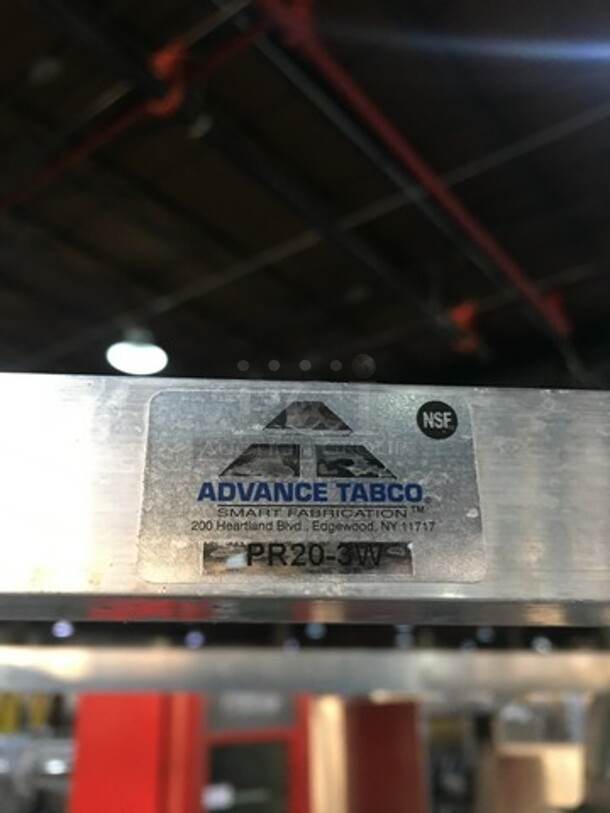 NSF
ADVANCE TABCO
SMART FABRICATION™
200 Heartland Blvd., Edgewood, NY 11717
PR20-3W